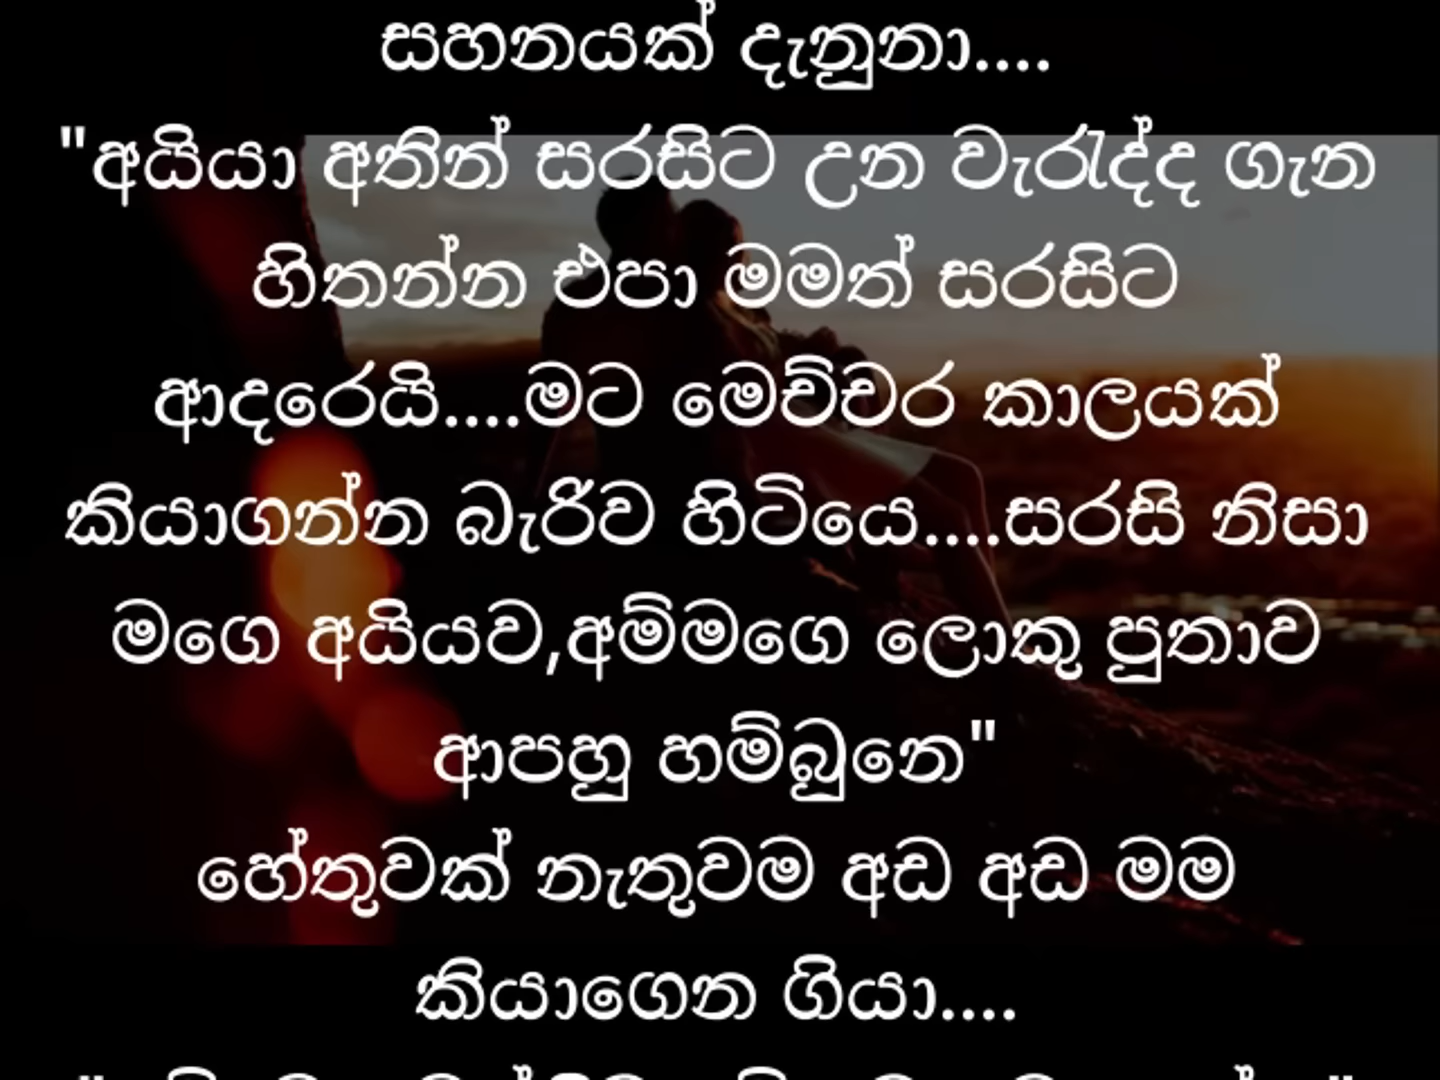 සහනයක් දැනුනා....
"අයියා අතින් සරසිට උන වැරැද්ද ගැන
හිතන්න එපා මමත් සරසිට
ආදරෙයි....මට මෙච්චර කාලයක්
කියාගන්න බැරිව හිටියෙ....සරසි නිසා
මගෙ අයියව,අම්මගෙ ලොකු පුතාව
ආපහු හම්බුනෙ"
හේතුවක් නැතුවම අඩ අඩ මම
කියාගෙන ගියා....